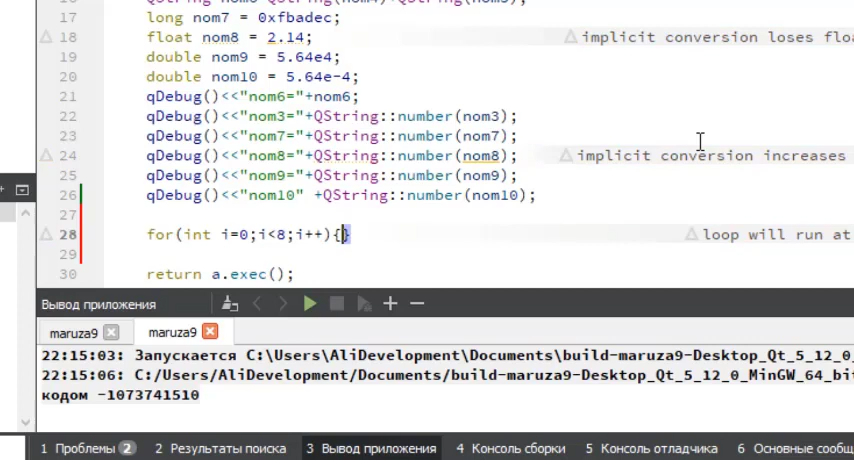 17 long nom7 = 0xfbadec;
18 float nom8 = 2.14; implicit conversion loses
19 double nom9 = 5.64e4;
20 double nom10 = 5.64e-4;
21 qDebug()<<"nom6="+nom6;
22 qDebug()<<"nom3="+QString::number(nom3);
23 qDebug()<<"nom7="+QString::number(nom7);
24 qDebug()<<"nom8="+QString::number(nom8); implicit conversion increases
25 qDebug()<<"nom9="+QString::number(nom9);
26 qDebug()<<"nom10" +QString::number(nom10);
27
28 for(int i=0;i<8;i++){} loop will run at
29
30 return a.exec();
Вывод приложения
maruza9 maruza9
22:15:03: Запускается C:\Users\AliDevelopment\Documents\build-maruza9-Desktop_Qt_5_12_0_
22:15:06: C:/Users/AliDevelopment/Documents/build-maruza9-Desktop_Qt_5_12_0_MinGW_64_bi
кодом -1073741510
1 Проблемы 2 2 Результаты поиска 3 Вывод приложения 4 Консоль сборки 5 Консоль отладчика 6 Основные